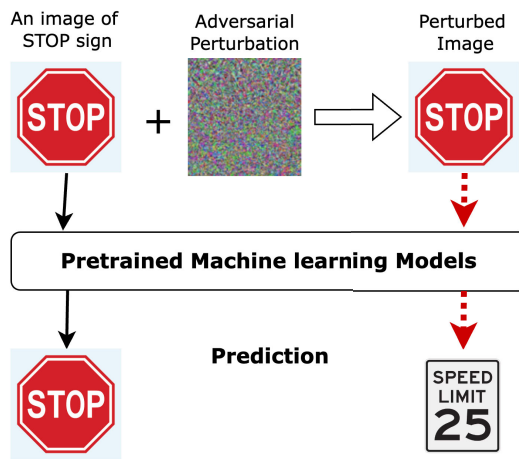 An image of
STOP sign
Adversarial
Perturbation
Perturbed
Image
STOP
+
STOP
Pretrained Machine learning Models
Prediction
STOP
SPEED
LIMIT
25